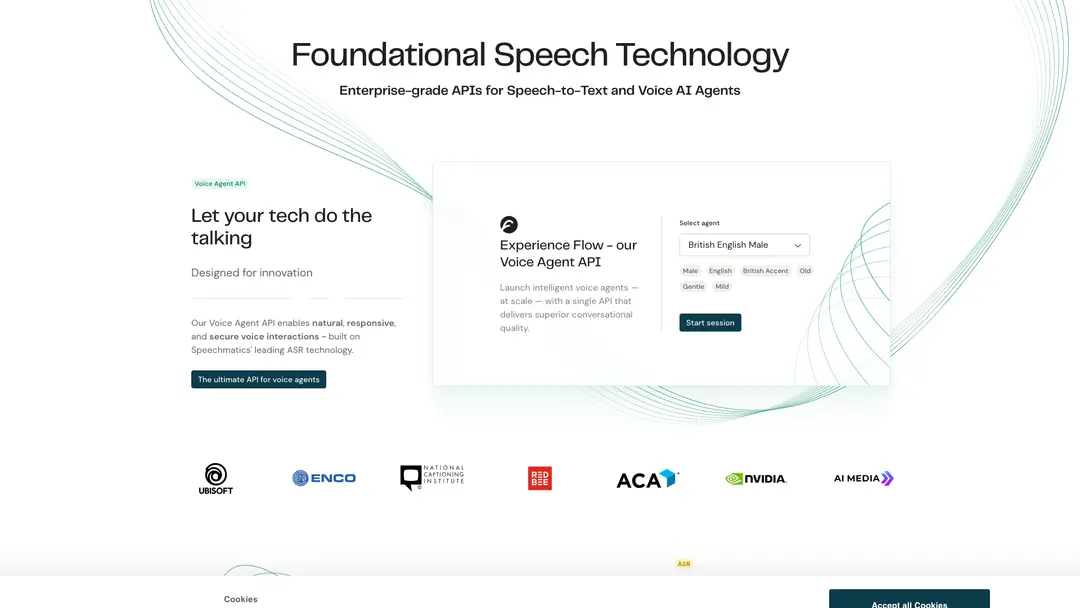 Foundational Speech Technology
Enterprise-grade APIs for Speech-to-Text and Voice AI Agents
Voice Agent API
Let your tech do the
talking
Designed for innovation
Our Voice Agent API enables natural, responsive,
and secure voice interactions - built on
Speechmatics' leading ASR technology.
The ultimate API for voice agents
Experience Flow - our
Voice Agent API
Launch intelligent voice agents —
at scale — with a single API that
delivers superior conversational
quality.
Select agent
British English Male
Male English British Accent Old
Gentle Mild
Start session
UBISOFT
ENCO
NATIONAL
CAPTIONING
INSTITUTE
RED
BEE
ACA
NVIDIA
AI MEDIA
ASR
Cookies
Accept all Cookies